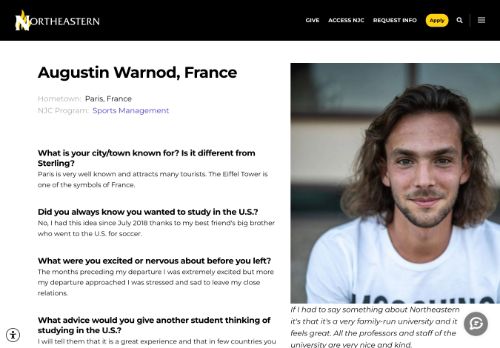 NORTHEASTERN
GIVE ACCESS NJC REQUEST INFO Apply
Augustin Warnod, France
Hometown: Paris, France
NJC Program: Sports Management
What is your city/town known for? Is it different from
Sterling?
Paris is very well known and attracts many tourists. The Eiffel Tower is
one of the symbols of France.
Did you always know you wanted to study in the U.S.?
No, I had this idea since July 2018 thanks to my best friend's big brother
who went to the U.S. for soccer.
What were you excited or nervous about before you left?
The months preceding my departure I was extremely excited but more
my departure approached I was stressed and sad to leave my close
relations.
What advice would you give another student thinking of
studying in the U.S.?
I will tell them that it is a great experience and that in few countries you
If I had to say something about Northeastern
it's that it's a very family-run university and it
feels great. All the professors and staff of the
university are very nice and kind.